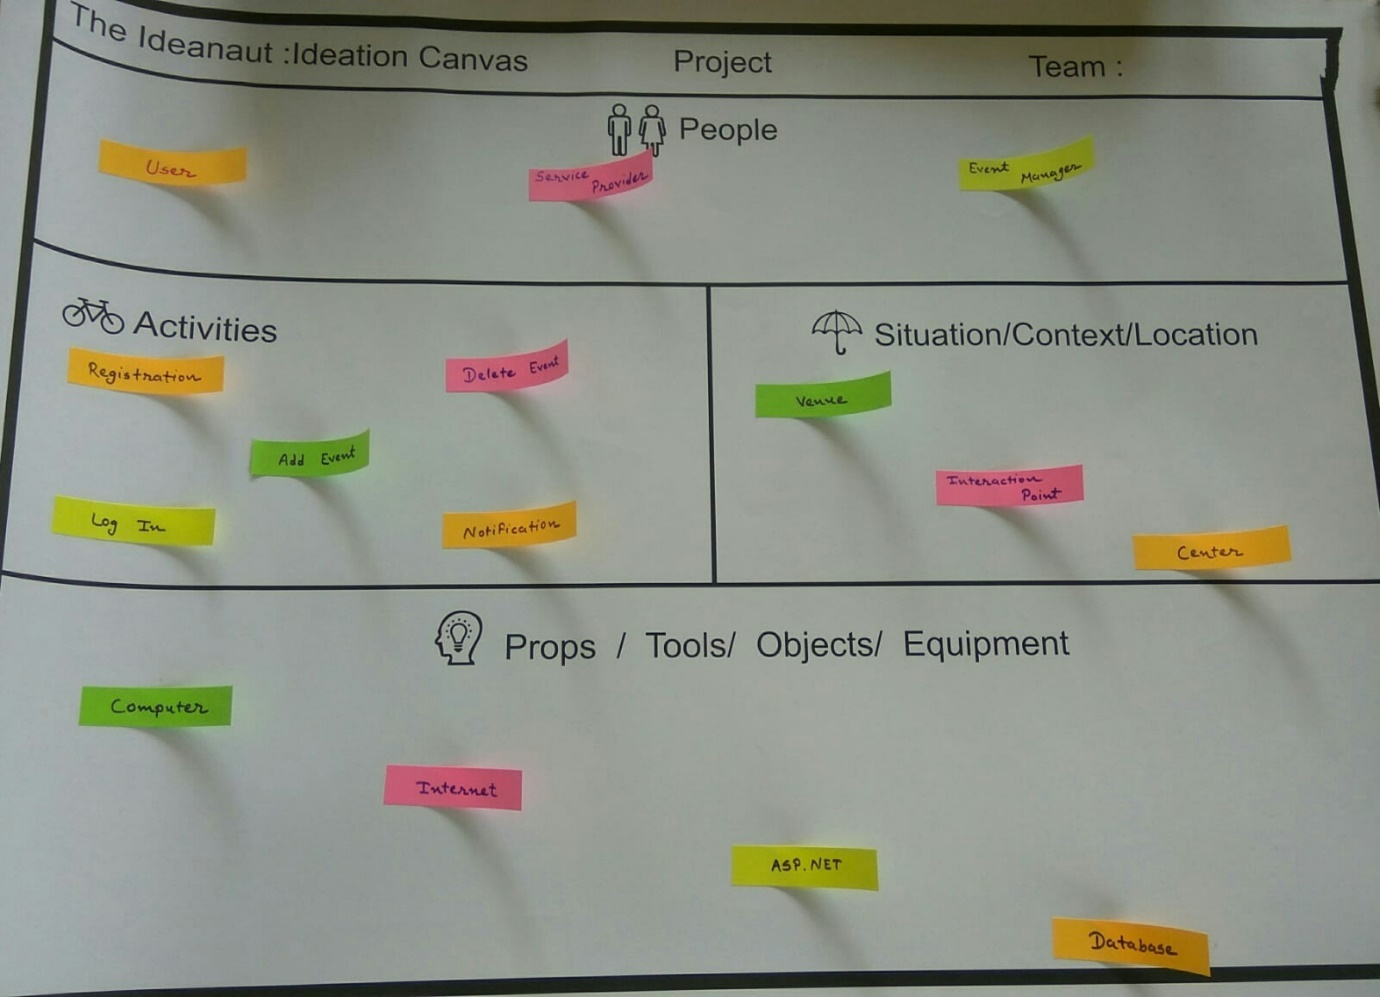 The Ideanaut :Ideation Canvas Project Team :
People
User
Service
Provider
Event Manager
Activities
Registration
Delete Event
Add Event
Log In
Notification
Situation/Context/Location
Venue
Interaction
Point
Center
Props / Tools/ Objects/ Equipment
Computer
Internet
ASP.NET
Database